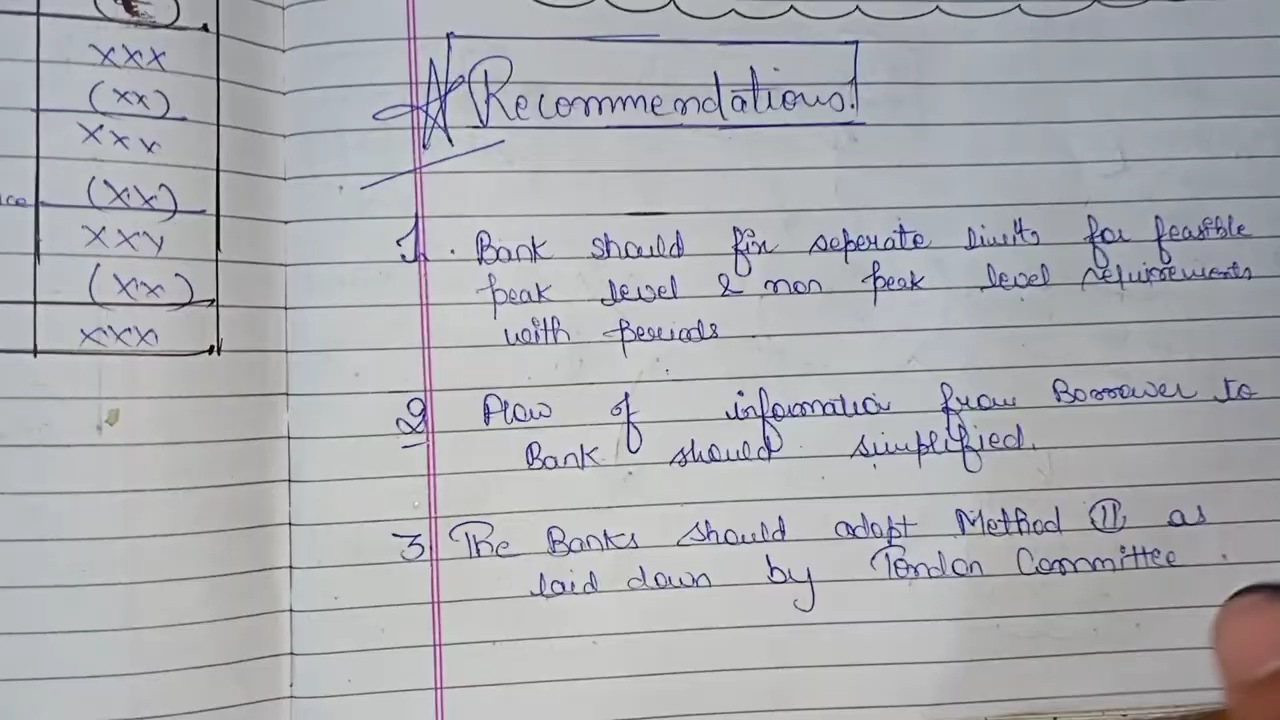 xxx
(xx)
xxx
(xx)
xxx
(xx)
xxx
Recommendations!
1. Bank should fix seperate limits for feasible
peak level & non peak level requirements
with periods
2 Flow of information from Borrower to
Bank should simplified.
3 The Banks should adopt Method II as
laid down by Tondon Committee.